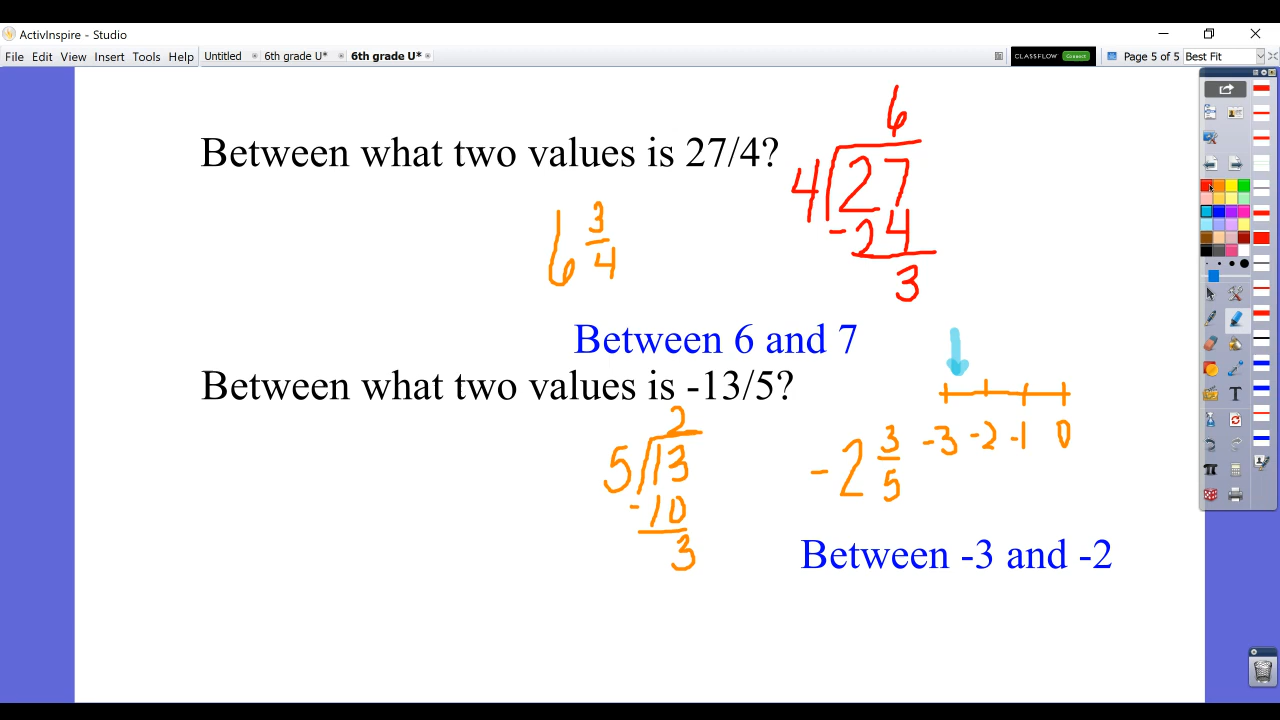 ActivInspire - Studio
File Edit View Insert Tools Help Untitled 6th grade U* 6th grade U* CLASSFLOW Connect Page 5 of 5 Best Fit
6
Between what two values is 27/4? 4 27
6 3/4 - 24
3
Between 6 and 7
Between what two values is -13/5?
2
5 13
-10
3
-2 3/5
-3 -2 -1 0
Between -3 and -2